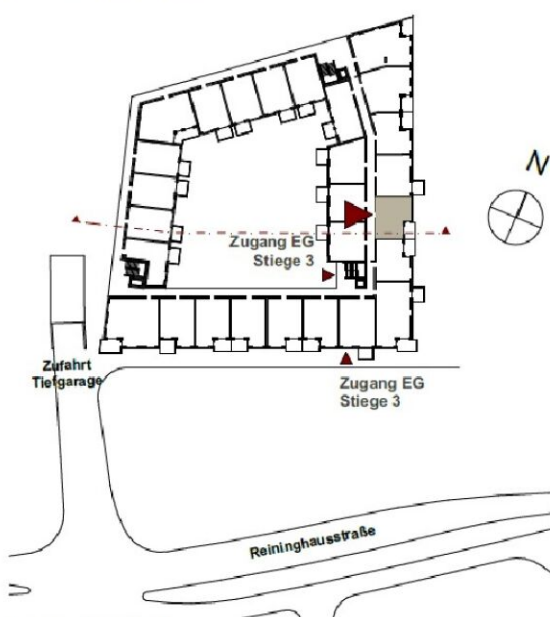 N
Zugang EG
Stiege 3
Zufahrt
Tiefgarage
Zugang EG
Stiege 3
Reininghausstraße